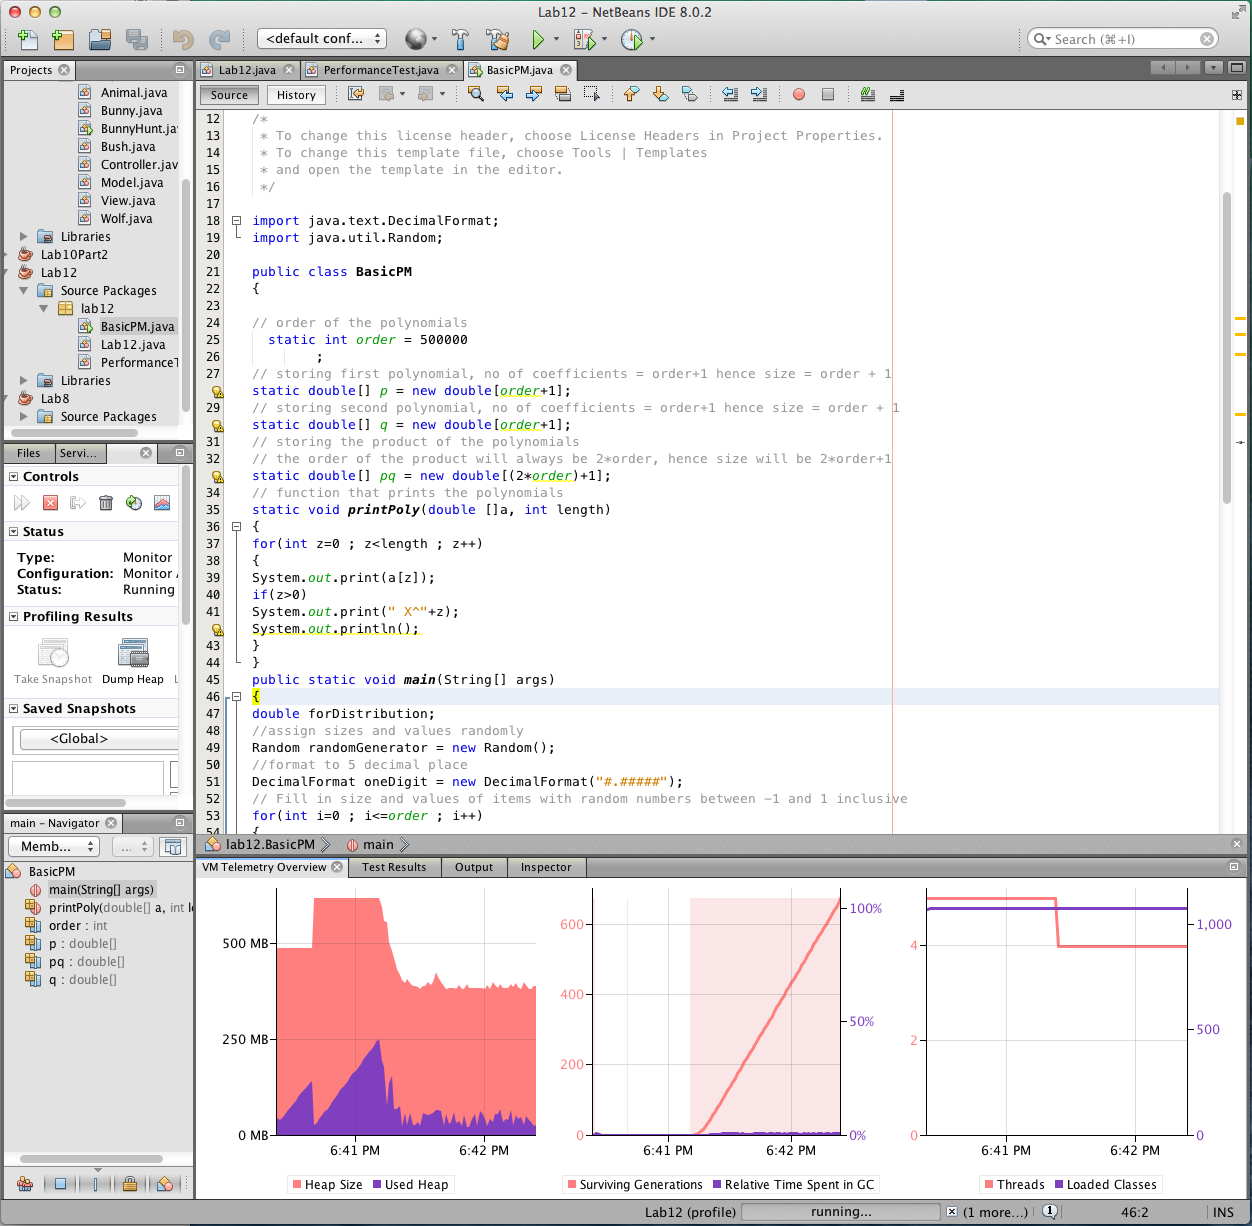 Lab12 – NetBeans IDE 8.0.2
<default conf...
Search (⌘+I)
Projects
Lab12.java
PerformanceTest.java
BasicPM.java
Source
History
Animal.java
Bunny.java
BunnyHunt.ja
Bush.java
Controller.jav
Model.java
View.java
Wolf.java
Libraries
Lab10Part2
Lab12
Source Packages
lab12
BasicPM.java
Lab12.java
PerformanceT
Libraries
Lab8
Source Packages
12 /*
13 * To change this license header, choose License Headers in Project Properties.
14 * To change this template file, choose Tools | Templates
15 * and open the template in the editor.
16 */
17
18 import java.text.DecimalFormat;
19 import java.util.Random;
20
21 public class BasicPM
22 {
23
24 // order of the polynomials
25 static int order = 500000
26 ;
27 // storing first polynomial, no of coefficients = order+1 hence size = order + 1
static double[] p = new double[order+1];
29 // storing second polynomial, no of coefficients = order+1 hence size = order + 1
static double[] q = new double[order+1];
31 // storing the product of the polynomials
32 // the order of the product will always be 2*order, hence size will be 2*order+1
static double[] pq = new double[(2*order)+1];
34 // function that prints the polynomials
35 static void printPoly(double []a, int length)
36 {
37 for(int z=0 ; z<length ; z++)
38 {
39 System.out.print(a[z]);
40 if(z>0)
41 System.out.print(" X^"+z);
System.out.println();
43 }
44 }
45 public static void main(String[] args)
46 {
47 double forDistribution;
48 //assign sizes and values randomly
49 Random randomGenerator = new Random();
50 //format to 5 decimal place
51 DecimalFormat oneDigit = new DecimalFormat("#.#####");
52 // Fill in size and values of items with random numbers between -1 and 1 inclusive
53 for(int i=0 ; i<=order ; i++)
54 {
lab12.BasicPM
main
Files
Servi...
Controls
Status
Type: Monitor
Configuration: Monitor
Status: Running
Profiling Results
Take Snapshot
Dump Heap
Saved Snapshots
<Global>
main – Navigator
Memb...
...
BasicPM
main(String[] args)
printPoly(double[] a, int l
order : int
p : double[]
pq : double[]
q : double[]
VM Telemetry Overview
Test Results
Output
Inspector
500 MB
250 MB
0 MB
6:41 PM
6:42 PM
Heap Size
Used Heap
600
400
200
0
100%
50%
0%
6:41 PM
6:42 PM
Surviving Generations
Relative Time Spent in GC
4
2
0
1,000
500
0
6:41 PM
6:42 PM
Threads
Loaded Classes
Lab12 (profile)
running...
(1 more...)
1
46:2
INS